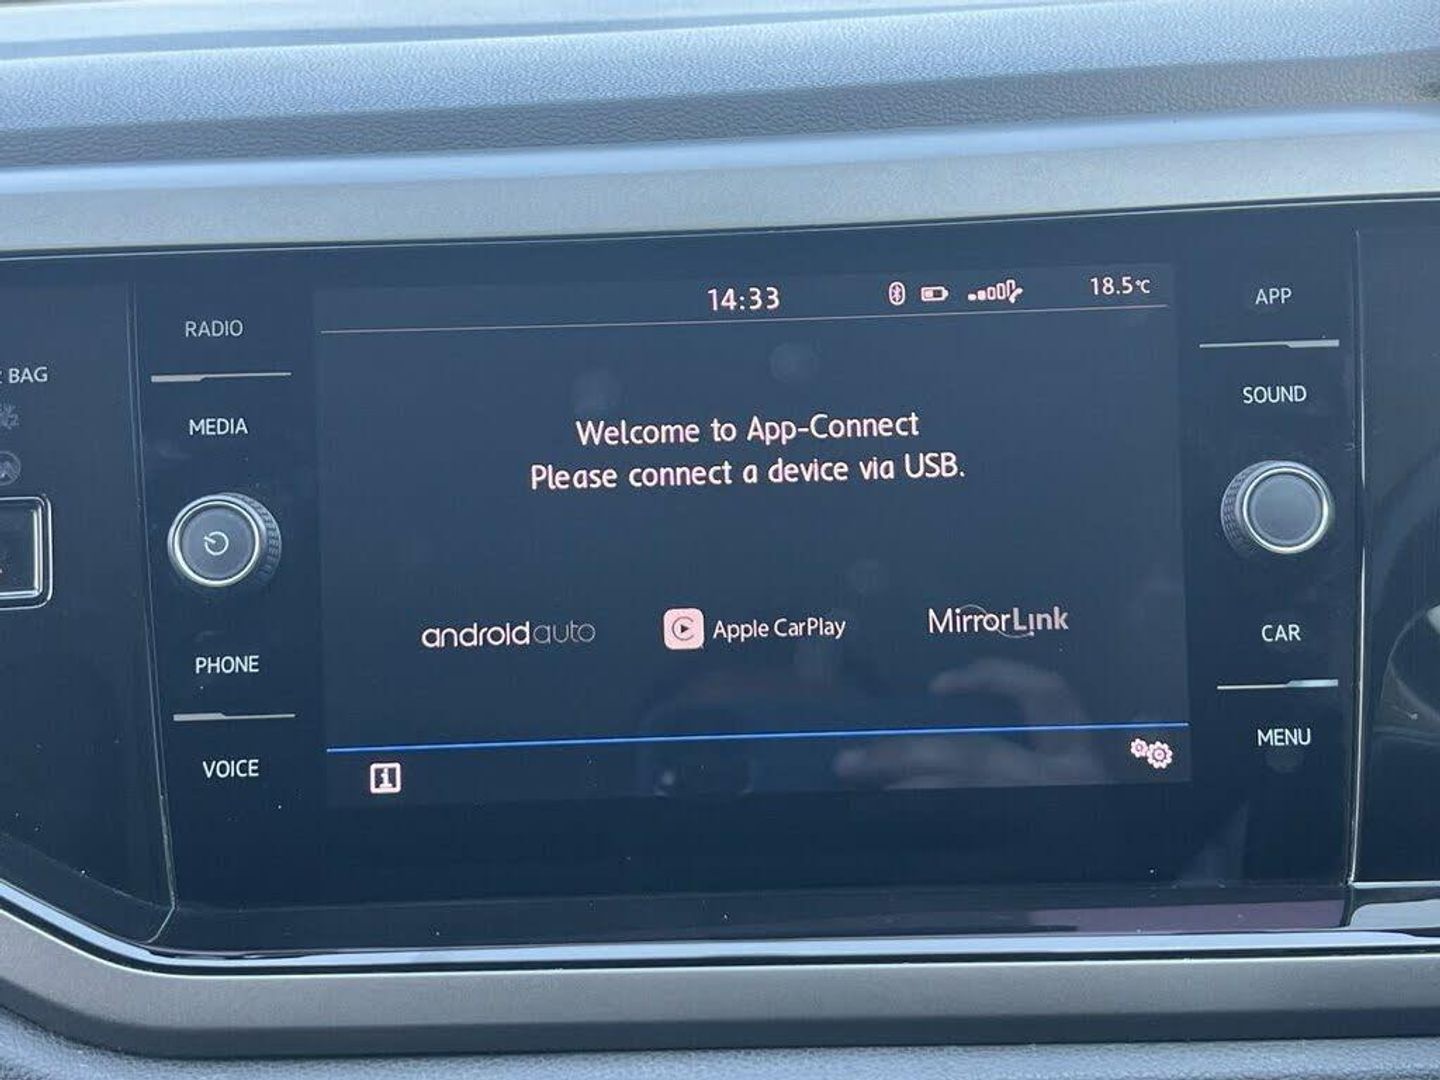 14:33
18.5°C
RADIO
APP
BAG
MEDIA
SOUND
Welcome to App-Connect
Please connect a device via USB.
androidauto
Apple CarPlay
MirrorLink
PHONE
CAR
VOICE
MENU
i